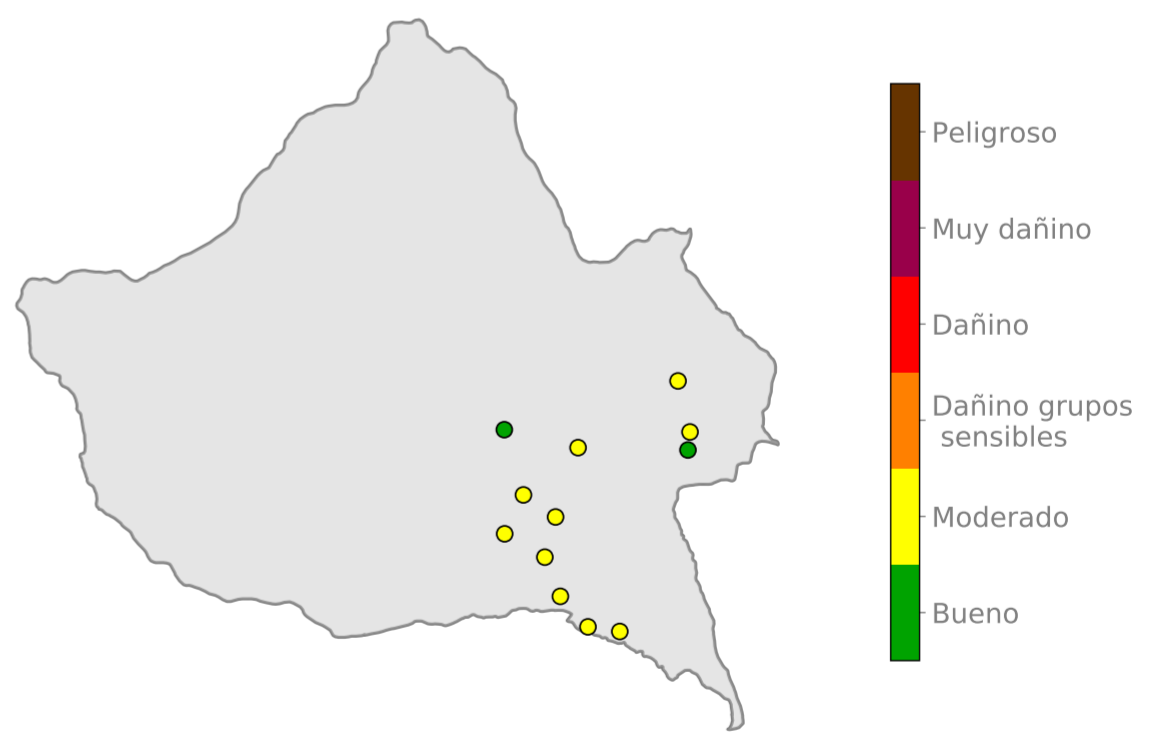 Peligroso
Muy dañino
Dañino
Dañino grupos
sensibles
Moderado
Bueno